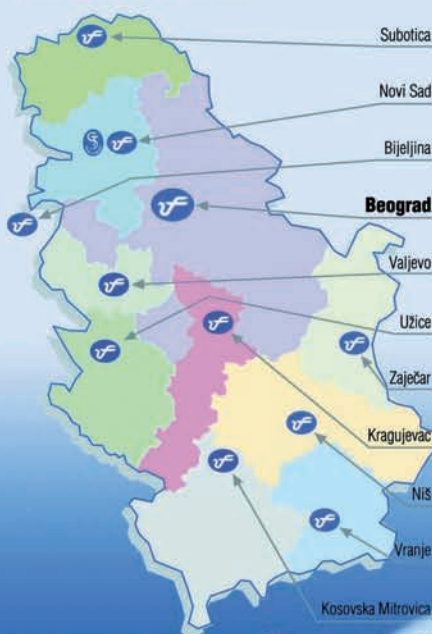 Subotica
Novi Sad
Bijeljina
Beograd
Valjevo
Užice
Zaječar
Kragujevac
Niš
Vranje
Kosovska Mitrovica